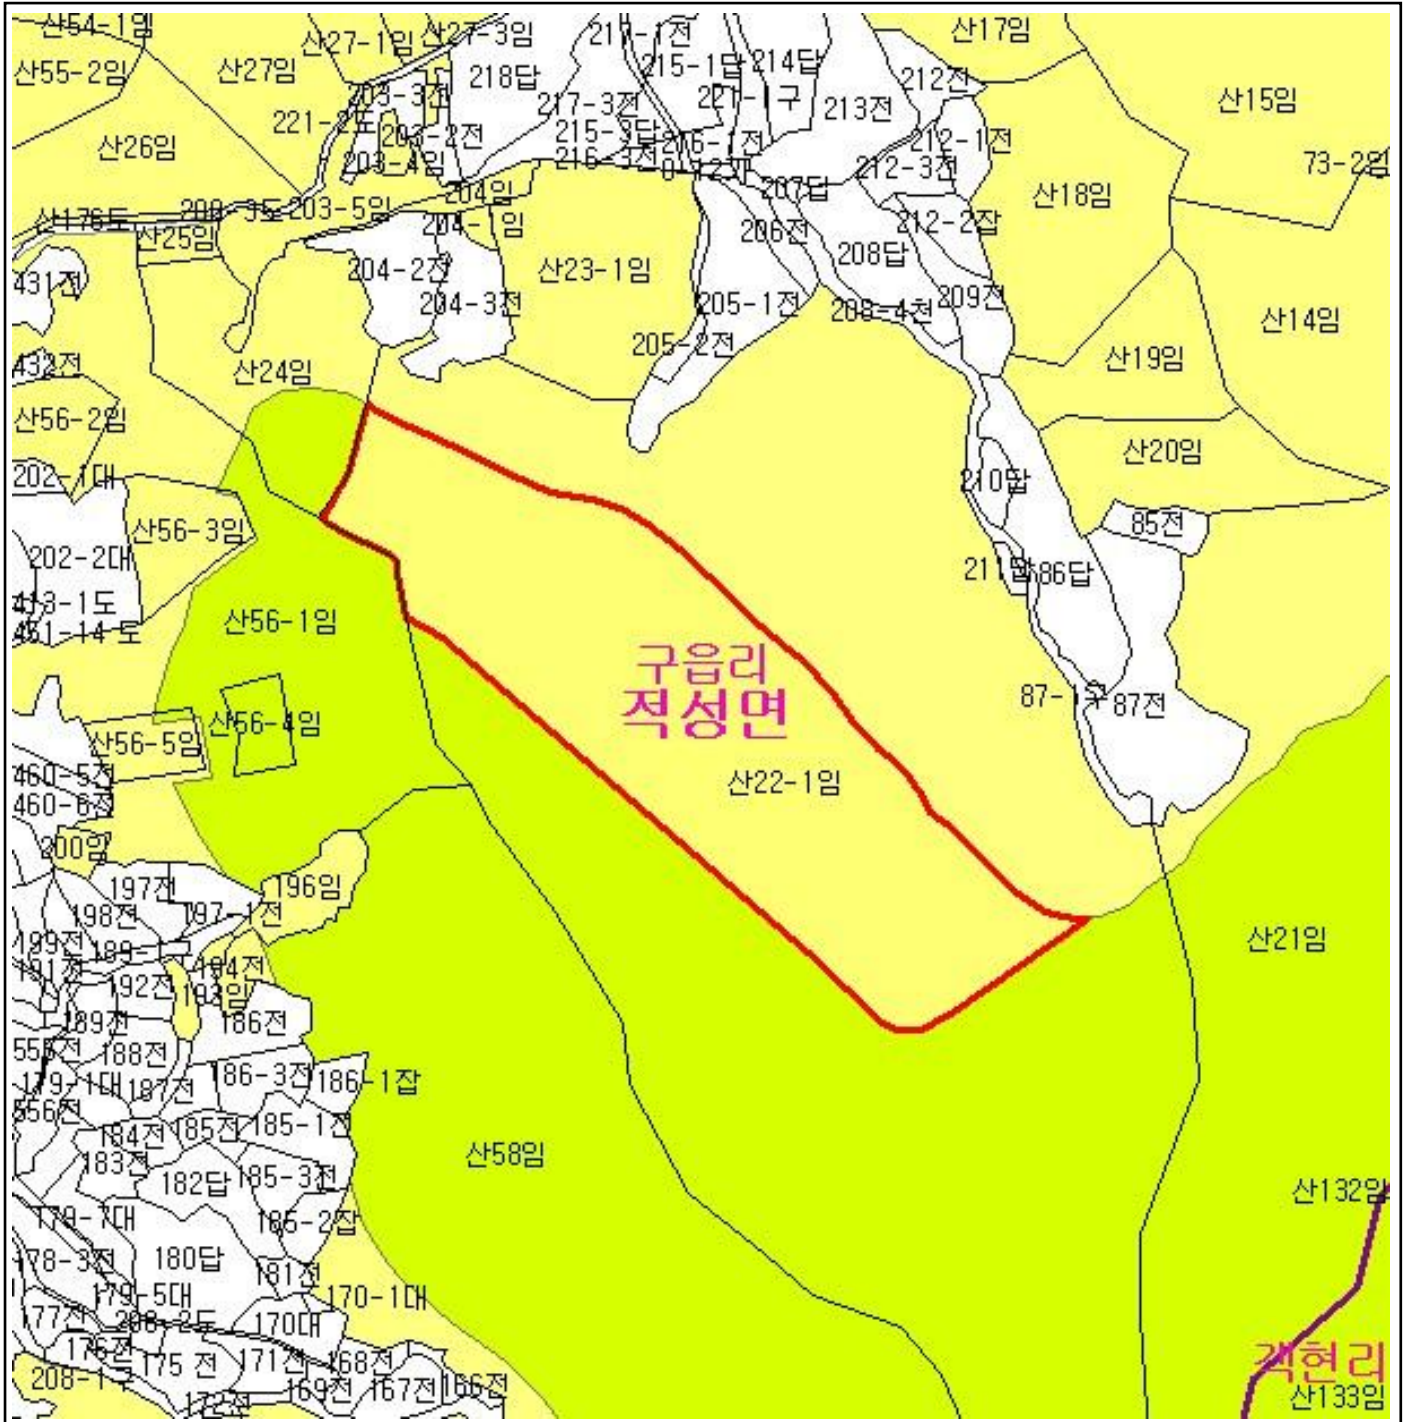 산54-1임
산27-1임
산27-3임
산17임
산55-2임
산27임
218답
215-1답
214답
212전
산15임
203-3전
217-3전
221-1구
213전
221-2도
203-2전
215-3답
216-1전
212-1전
산26임
203-4임
216-3전
212-3전
73-2임
207답
산18임
204임
203-5임
산176도
204-1임
206전
212-2잡
산25임
208답
431전
204-2전
산23-1임
204-3전
205-1전
208-4천
209전
산14임
205-2전
432전
산24임
산19임
산56-2임
산20임
202-1대
210답
산56-3임
85전
202-2대
211답
86답
413-1도
451-14 도
산56-1임
구읍리
적성면
87-1구
87전
산56-4임
산56-5임
460-5전
산22-1임
460-6전
200임
197전
196임
198전
197-1전
199전
산21임
191전
194전
192전
193임
189전
186전
188전
186-3전
186-1잡
179-1대
187전
556전
185-1전
184전
185전
산58임
183전
182답
185-3전
산132임
179-7대
185-2잡
178-3전
180답
181전
179-5대
170-1대
177전
208-2도
170대
176전
175 전
171전
168전
객현리
169전
167전
166전
산133임
172전